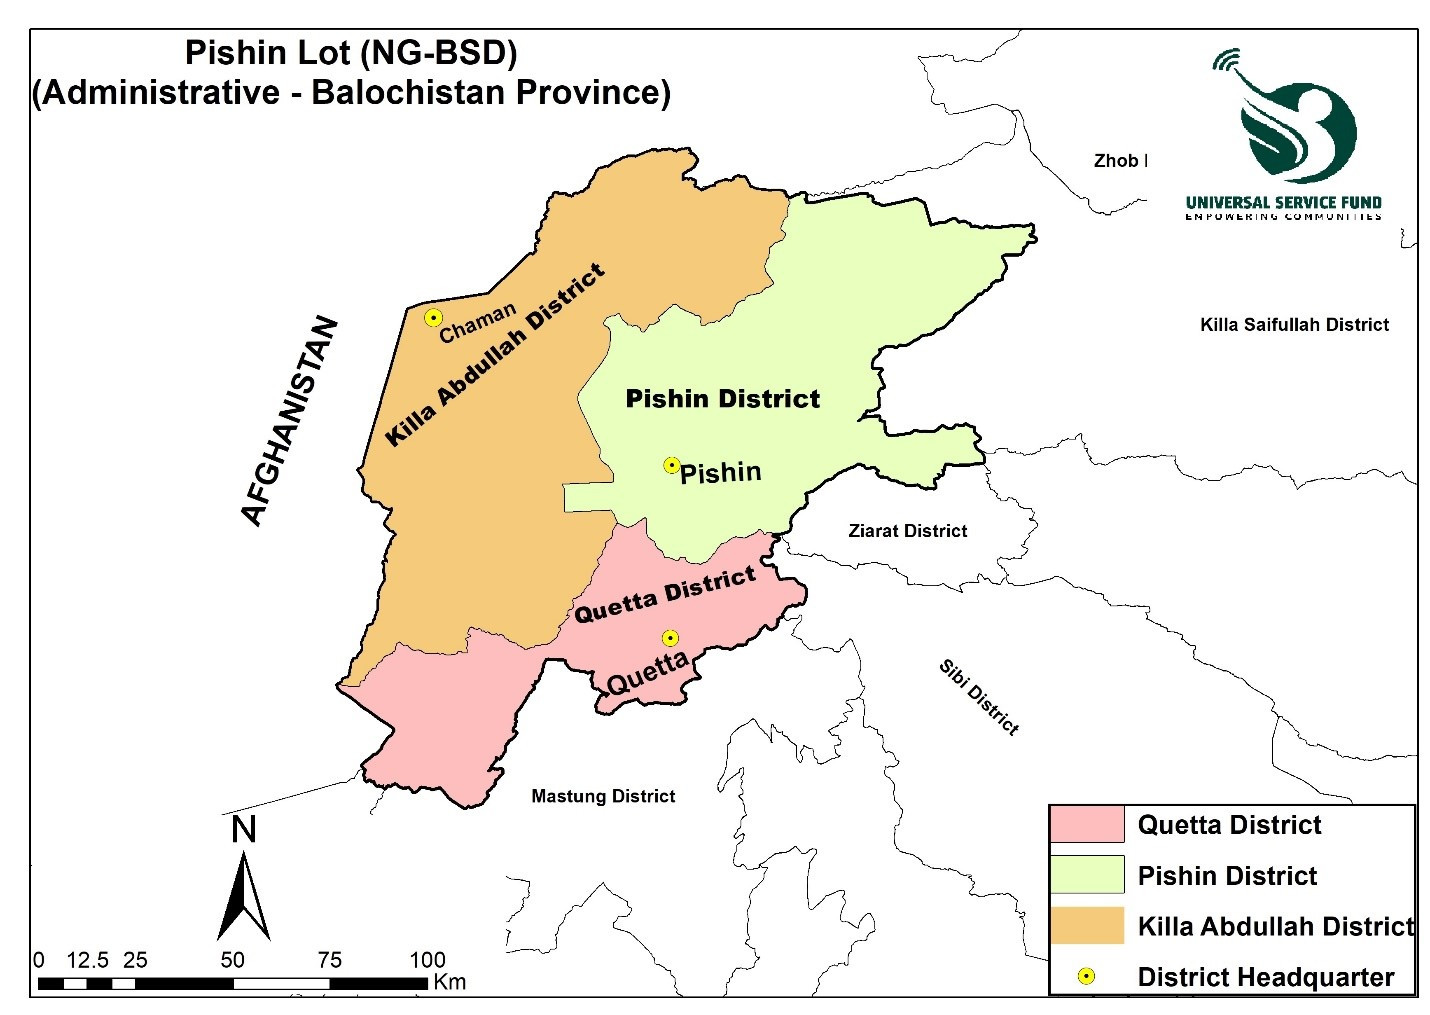 Pishin Lot (NG-BSD)
(Administrative - Balochistan Province)
UNIVERSAL SERVICE FUND
EMPOWERING COMMUNITIES
Zhob
Killa Saifullah District
AFGHANISTAN
Chaman
Killa Abdullah District
Pishin District
Pishin
Ziarat District
Quetta District
Quetta
Sibi District
Mastung District
N
0 12.5 25 50 75 100
Km
Quetta District
Pishin District
Killa Abdullah District
District Headquarter